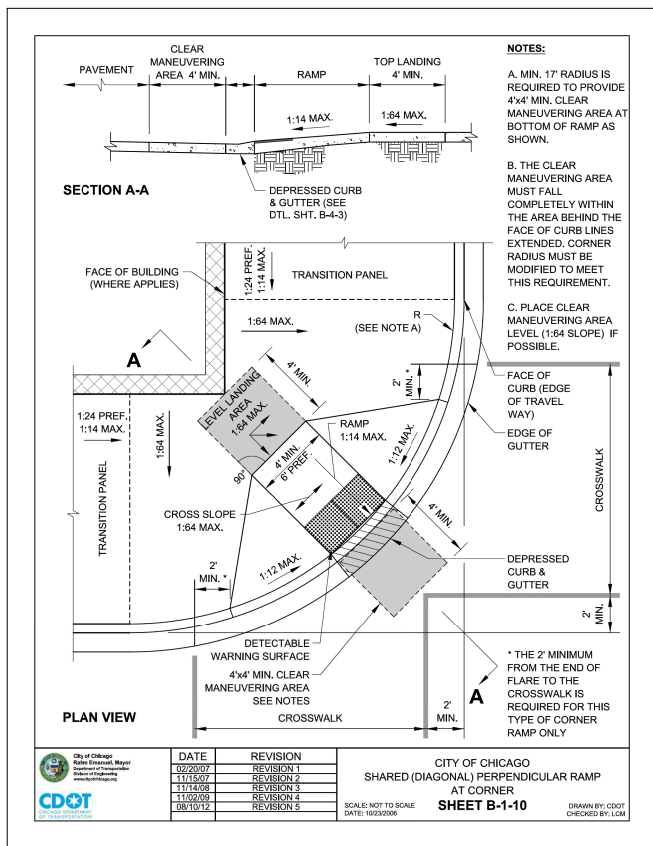 CLEAR
MANEUVERING
AREA 4' MIN.
PAVEMENT
RAMP
TOP LANDING
4' MIN.
1:14 MAX.
1:64 MAX.
SECTION A-A
DEPRESSED CURB
& GUTTER (SEE
DTL. SHT. B-4-3)
NOTES:
A. MIN. 17' RADIUS IS
REQUIRED TO PROVIDE
4'x4' MIN. CLEAR
MANEUVERING AREA AT
BOTTOM OF RAMP AS
SHOWN.
B. THE CLEAR
MANEUVERING AREA
MUST FALL
COMPLETELY WITHIN
THE AREA BEHIND THE
FACE OF CURB LINES
EXTENDED. CORNER
RADIUS MUST BE
MODIFIED TO MEET
THIS REQUIREMENT.
C. PLACE CLEAR
MANEUVERING AREA
LEVEL (1:64 SLOPE) IF
POSSIBLE.
FACE OF BUILDING
(WHERE APPLIES)
1:24 PREF.
1:14 MAX.
TRANSITION PANEL
1:64 MAX.
R
(SEE NOTE A)
A
4' MIN.
2'
MIN. *
FACE OF
CURB (EDGE
OF TRAVEL
WAY)
EDGE OF
GUTTER
LEVEL LANDING
AREA
1:64 MAX.
1:24 PREF.
1:14 MAX.
1:64 MAX.
TRANSITION PANEL
RAMP
1:14 MAX.
4' MIN.
6' PREF.
90°
1:12 MAX.
CROSS SLOPE
1:64 MAX.
4' MIN.
CROSSWALK
2'
MIN. *
1:12 MAX.
DEPRESSED
CURB &
GUTTER
2'
MIN.
DETECTABLE
WARNING SURFACE
4'x4' MIN. CLEAR
MANEUVERING AREA
SEE NOTES
A
* THE 2' MINIMUM
FROM THE END OF
FLARE TO THE
CROSSWALK IS
REQUIRED FOR THIS
TYPE OF CORNER
RAMP ONLY
PLAN VIEW
CROSSWALK
2'
MIN.
City of Chicago
Rahm Emanuel, Mayor
Department of Transportation
Division of Engineering
www.cityofchicago.org
CDOT
CHICAGO DEPARTMENT
OF TRANSPORTATION
DATE REVISION
02/20/07 REVISION 1
11/15/07 REVISION 2
11/14/08 REVISION 3
11/02/09 REVISION 4
08/10/12 REVISION 5
CITY OF CHICAGO
SHARED (DIAGONAL) PERPENDICULAR RAMP
AT CORNER
SCALE: NOT TO SCALE
DATE: 10/23/2006
SHEET B-1-10
DRAWN BY: CDOT
CHECKED BY: LCM